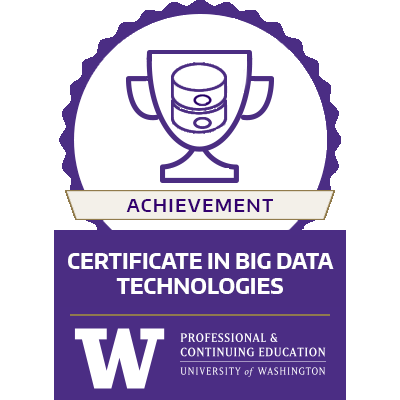 ACHIEVEMENT
CERTIFICATE IN BIG DATA
TECHNOLOGIES
W
PROFESSIONAL &
CONTINUING EDUCATION
UNIVERSITY of WASHINGTON